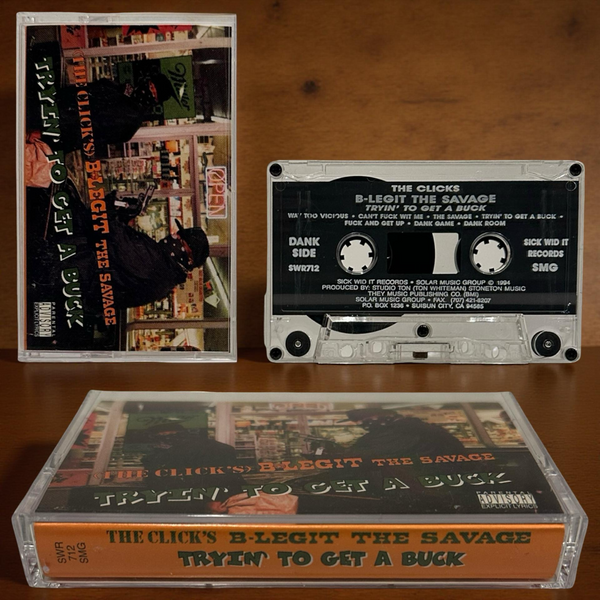 THE CLICK'S) B-LEGIT THE SAVAGE
TRYIN' TO GET A BUCK
OPEN
PARENTAL
ADVISORY
EXPLICIT LYRICS
THE CLICKS
B-LEGIT THE SAVAGE
TRYIN' TO GET A BUCK
WAY TOO VICIOUS • CAN'T FUCK WIT ME • THE SAVAGE • TRYIN' TO GET A BUCK •
FUCK AND GET UP • DANK GAME • DANK ROOM
DANK
SIDE
SWR712
SICK WID IT
RECORDS
SMG
SICK WID IT RECORDS • SOLAR MUSIC GROUP © 1994
PRODUCED BY: STUDIO TON (TON WHITEMAN) STONETON MUSIC
THEY MUSIC PUBLISHING CO. (BMI)
SOLAR MUSIC GROUP • FAX (707) 421-8207
P.O. BOX 1236 • SUISUN CITY, CA 94585
THE CLICK'S) B-LEGIT THE SAVAGE
TRYIN' TO GET A BUCK
PARENTAL
ADVISORY
EXPLICIT LYRICS
SWR
712
SMG
THE CLICK'S B-LEGIT THE SAVAGE
TRYIN' TO GET A BUCK